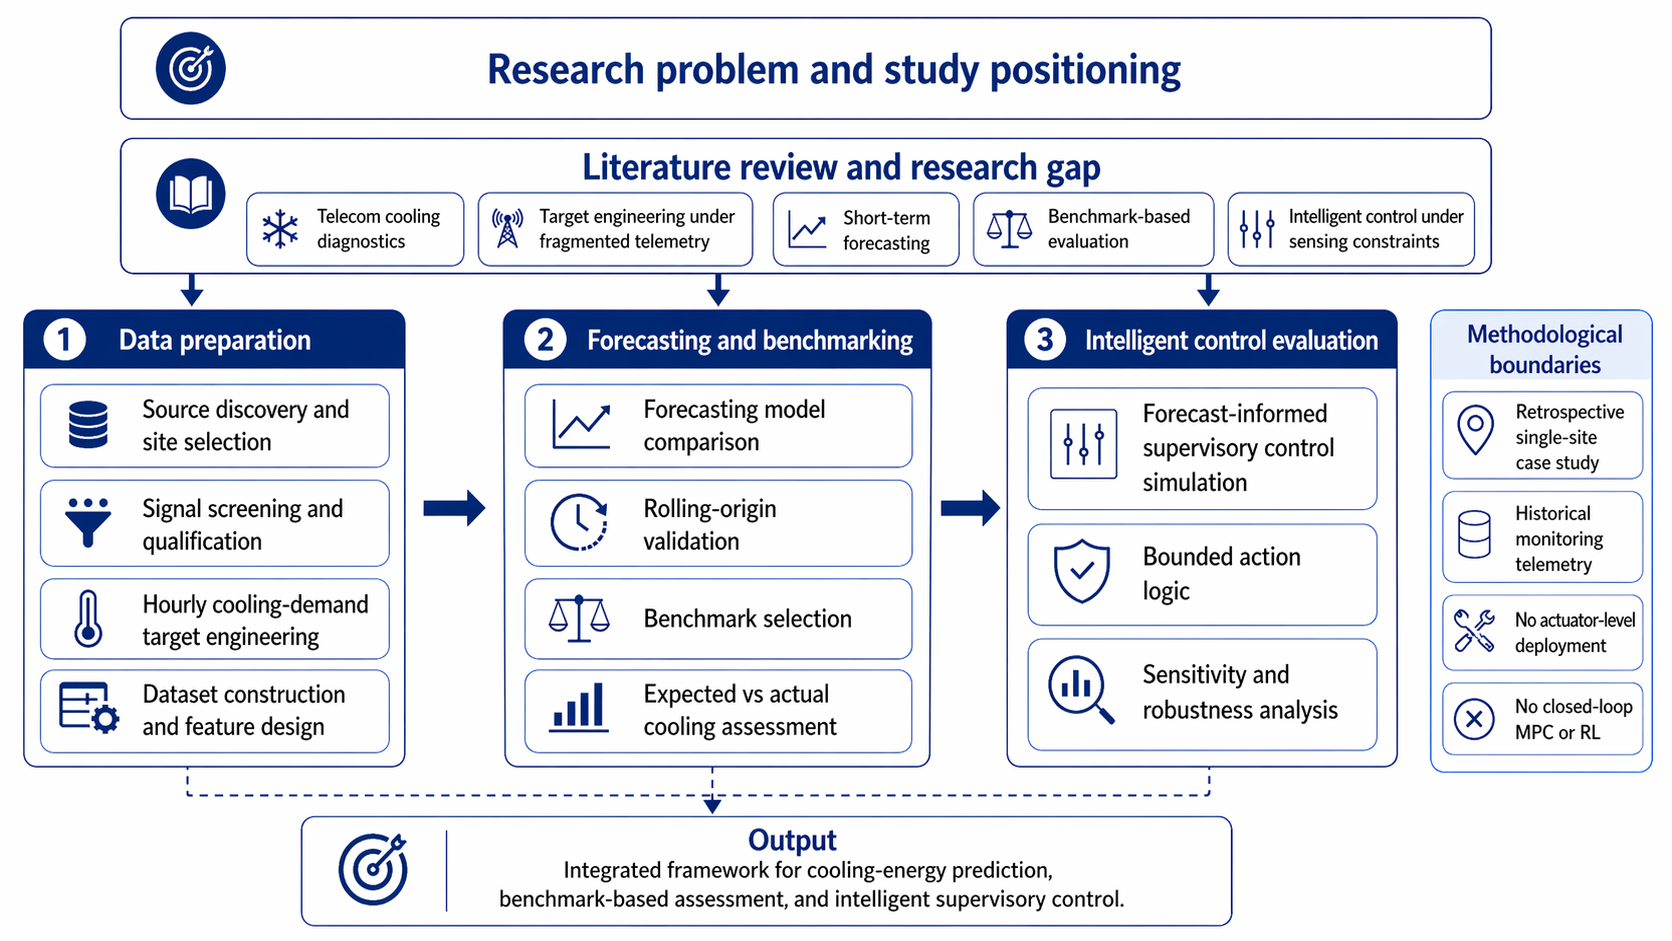 Research problem and study positioning
Literature review and research gap
Telecom cooling
diagnostics
Target engineering under
fragmented telemetry
Short-term
forecasting
Benchmark-based
evaluation
Intelligent control under
sensing constraints
1 Data preparation
Source discovery and
site selection
Signal screening and
qualification
Hourly cooling-demand
target engineering
Dataset construction
and feature design
2 Forecasting and benchmarking
Forecasting model
comparison
Rolling-origin
validation
Benchmark selection
Expected vs actual
cooling assessment
3 Intelligent control evaluation
Forecast-informed
supervisory control
simulation
Bounded action
logic
Sensitivity and
robustness analysis
Methodological
boundaries
Retrospective
single-site
case study
Historical
monitoring
telemetry
No actuator-level
deployment
No closed-loop
MPC or RL
Output
Integrated framework for cooling-energy prediction,
benchmark-based assessment, and intelligent supervisory control.